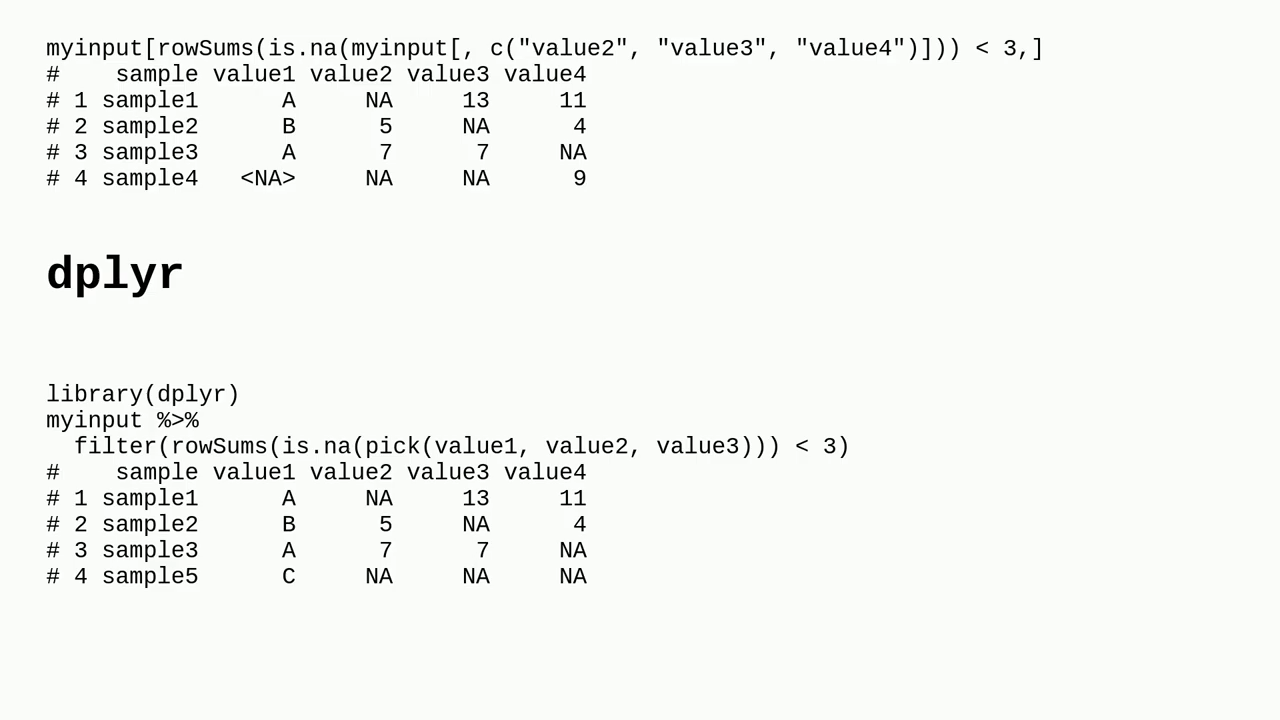 myinput[rowSums(is.na(myinput[, c("value2", "value3", "value4")])) < 3,]
#    sample value1 value2 value3 value4
# 1 sample1      A     NA     13     11
# 2 sample2      B      5     NA      4
# 3 sample3      A      7      7     NA
# 4 sample4   <NA>     NA     NA      9
dplyr
library(dplyr)
myinput %>%
  filter(rowSums(is.na(pick(value1, value2, value3))) < 3)
#    sample value1 value2 value3 value4
# 1 sample1      A     NA     13     11
# 2 sample2      B      5     NA      4
# 3 sample3      A      7      7     NA
# 4 sample5      C     NA     NA     NA